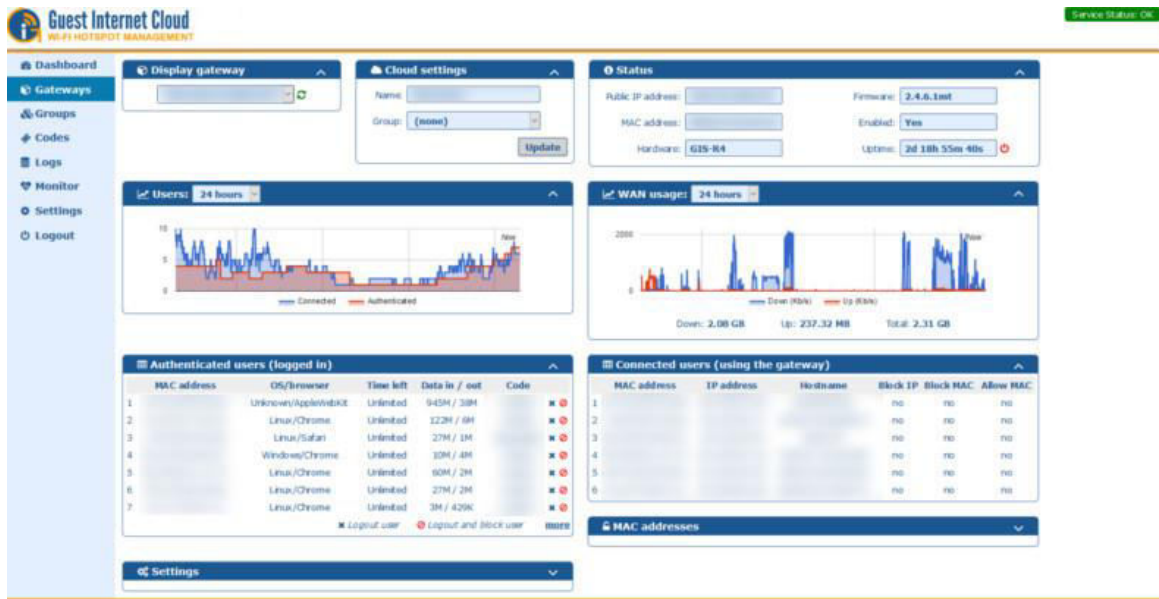 Guest Internet Cloud
WI-FI HOTSPOT MANAGEMENT
Service Status: OK
Dashboard
Gateways
Groups
Codes
Logs
Monitor
Settings
Logout
Display gateway
Cloud settings
Name:
Group: (none)
Update
Status
Public IP address:
Firmware: 2.4.6.1mt
MAC address:
Enabled: Yes
Hardware: GIS-R4
Uptime: 2d 18h 55m 40s
Users: 24 hours
10
Now
5
0
Connected Authenticated
WAN usage: 24 hours
2000
Now
0
Down (Kb/s) Up (Kb/s)
Down: 2.08 GB Up: 237.32 MB Total: 2.31 GB
Authenticated users (logged in)
MAC address OS/browser Time left Data in / out Code
1 Unknown/AppleWebKit Unlimited 945M / 38M
2 Linux/Chrome Unlimited 122M / 6M
3 Linux/Safari Unlimited 27M / 1M
4 Windows/Chrome Unlimited 10M / 4M
5 Linux/Chrome Unlimited 60M / 2M
6 Linux/Chrome Unlimited 27M / 2M
7 Linux/Chrome Unlimited 3M / 429K
Logout user Logout and block user more
Connected users (using the gateway)
MAC address IP address Hostname Block IP Block MAC Allow MAC
1 no no no
2 no no no
3 no no no
4 no no no
5 no no no
6 no no no
MAC addresses
Settings